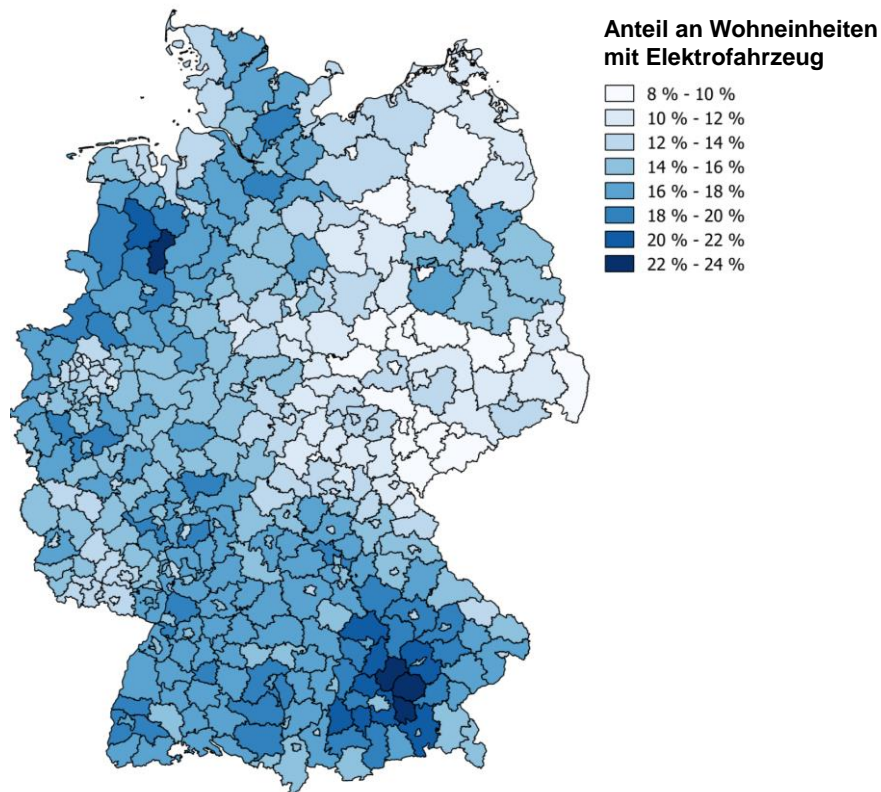 Anteil an Wohneinheiten
mit Elektrofahrzeug
8 % - 10 %
10 % - 12 %
12 % - 14 %
14 % - 16 %
16 % - 18 %
18 % - 20 %
20 % - 22 %
22 % - 24 %